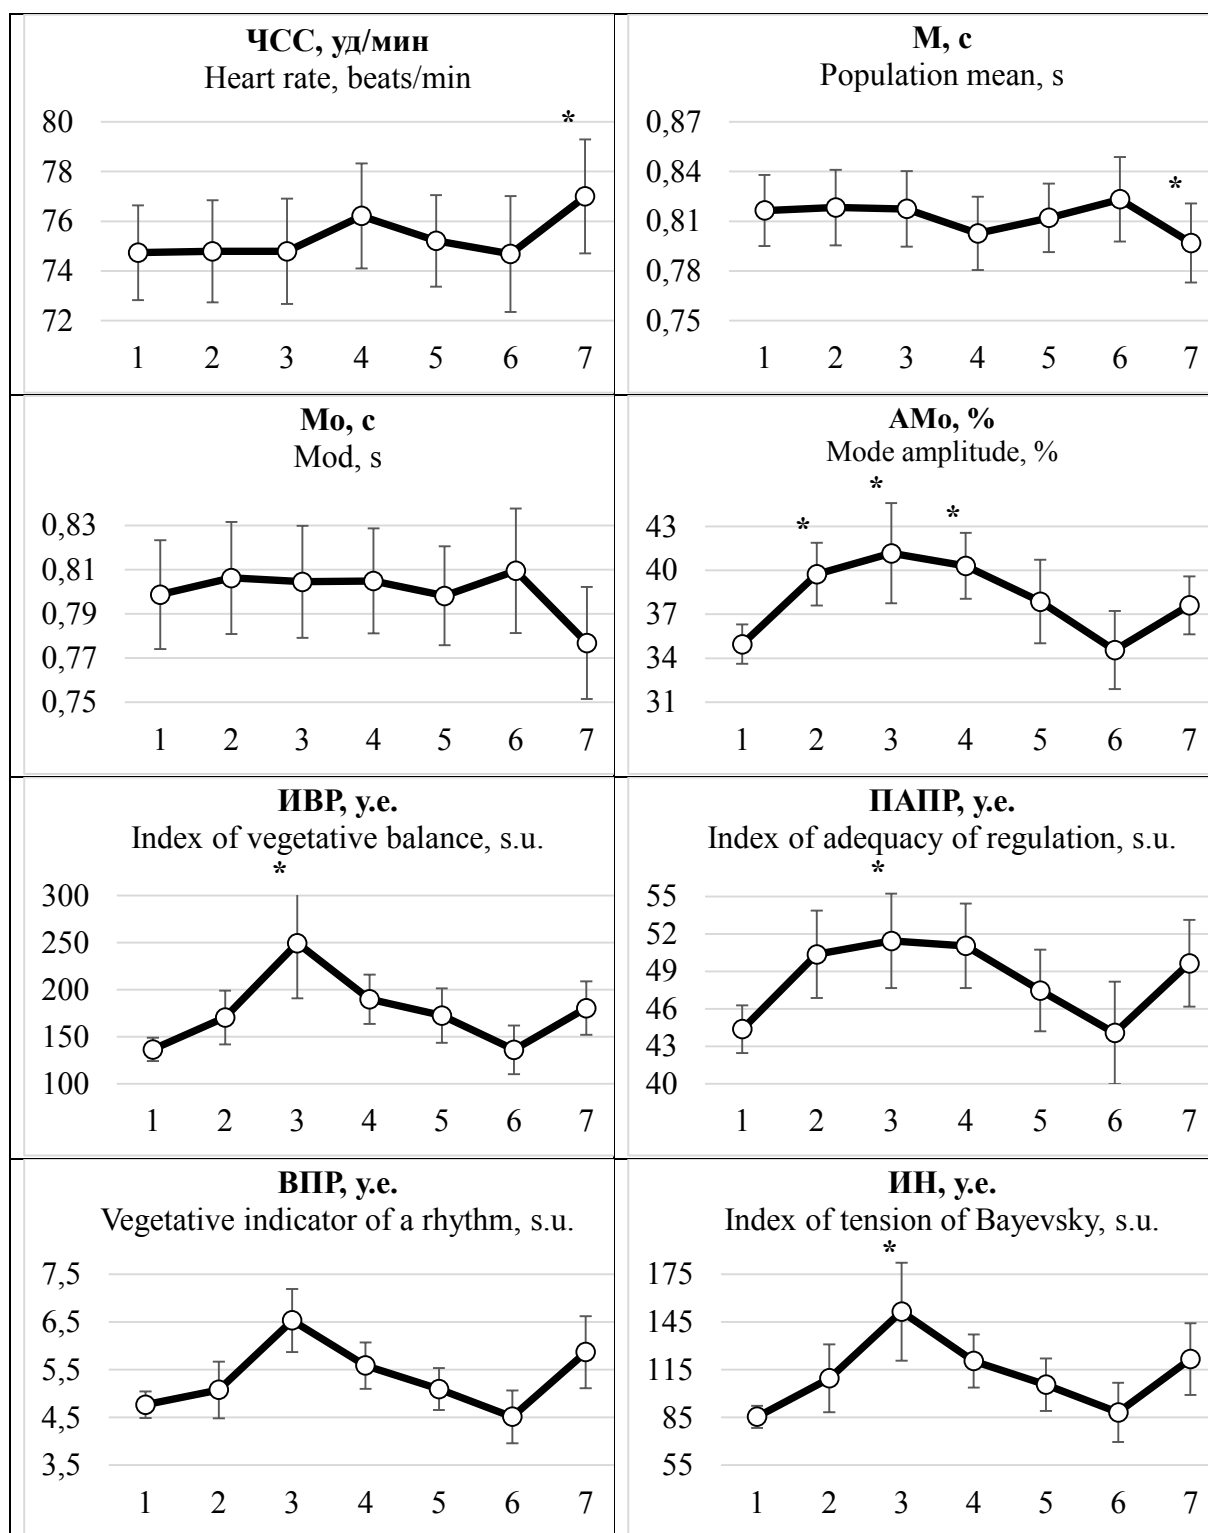 ЧСС, уд/мин
Heart rate, beats/min
80
*
78
76
74
72
1 2 3 4 5 6 7
М, с
Population mean, s
0,87
0,84
*
0,81
0,78
0,75
1 2 3 4 5 6 7
Мо, с
Mod, s
0,83
0,81
0,79
0,77
0,75
1 2 3 4 5 6 7
АМо, %
Mode amplitude, %
* * *
43
40
37
34
31
1 2 3 4 5 6 7
ИВР, у.е.
Index of vegetative balance, s.u.
*
300
250
200
150
100
1 2 3 4 5 6 7
ПАПР, у.е.
Index of adequacy of regulation, s.u.
*
55
52
49
46
43
40
1 2 3 4 5 6 7
ВПР, у.е.
Vegetative indicator of a rhythm, s.u.
7,5
6,5
5,5
4,5
3,5
1 2 3 4 5 6 7
ИН, у.е.
Index of tension of Bayevsky, s.u.
*
175
145
115
85
55
1 2 3 4 5 6 7